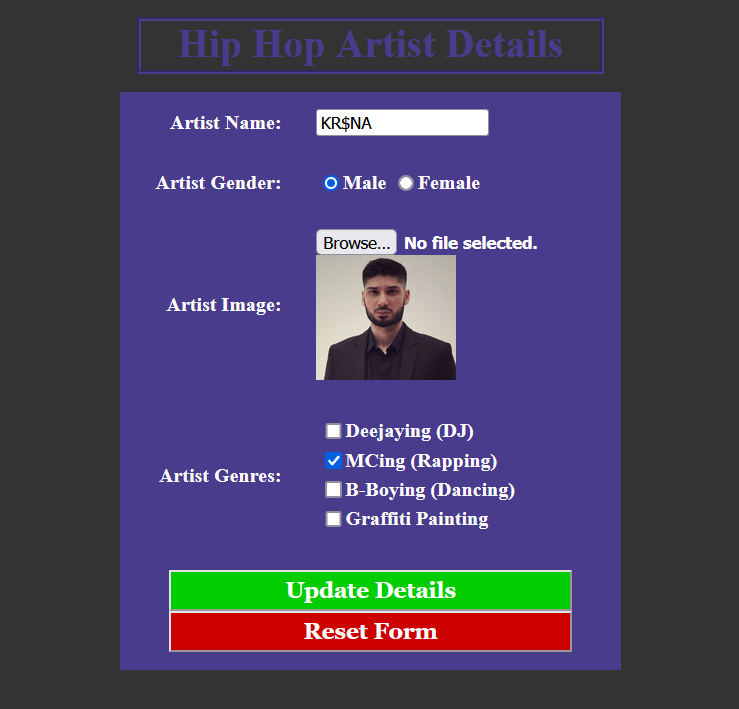 Hip Hop Artist Details
Artist Name: KR$NA
Artist Gender: Male Female
Browse... No file selected.
Artist Image:
Deejaying (DJ)
MCing (Rapping)
Artist Genres:
B-Boying (Dancing)
Graffiti Painting
Update Details
Reset Form